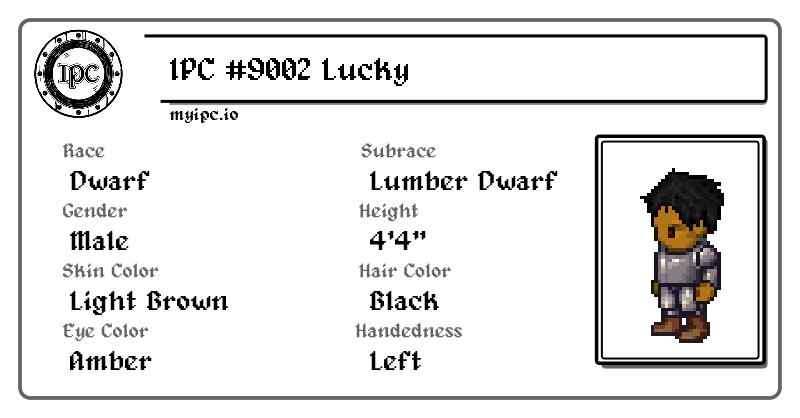 IPC
IPC #9002 Lucky
myipc.io
Race
Dwarf
Subrace
Lumber Dwarf
Gender
Male
Height
4'4"
Skin Color
Light Brown
Hair Color
Black
Eye Color
Amber
Handedness
Left